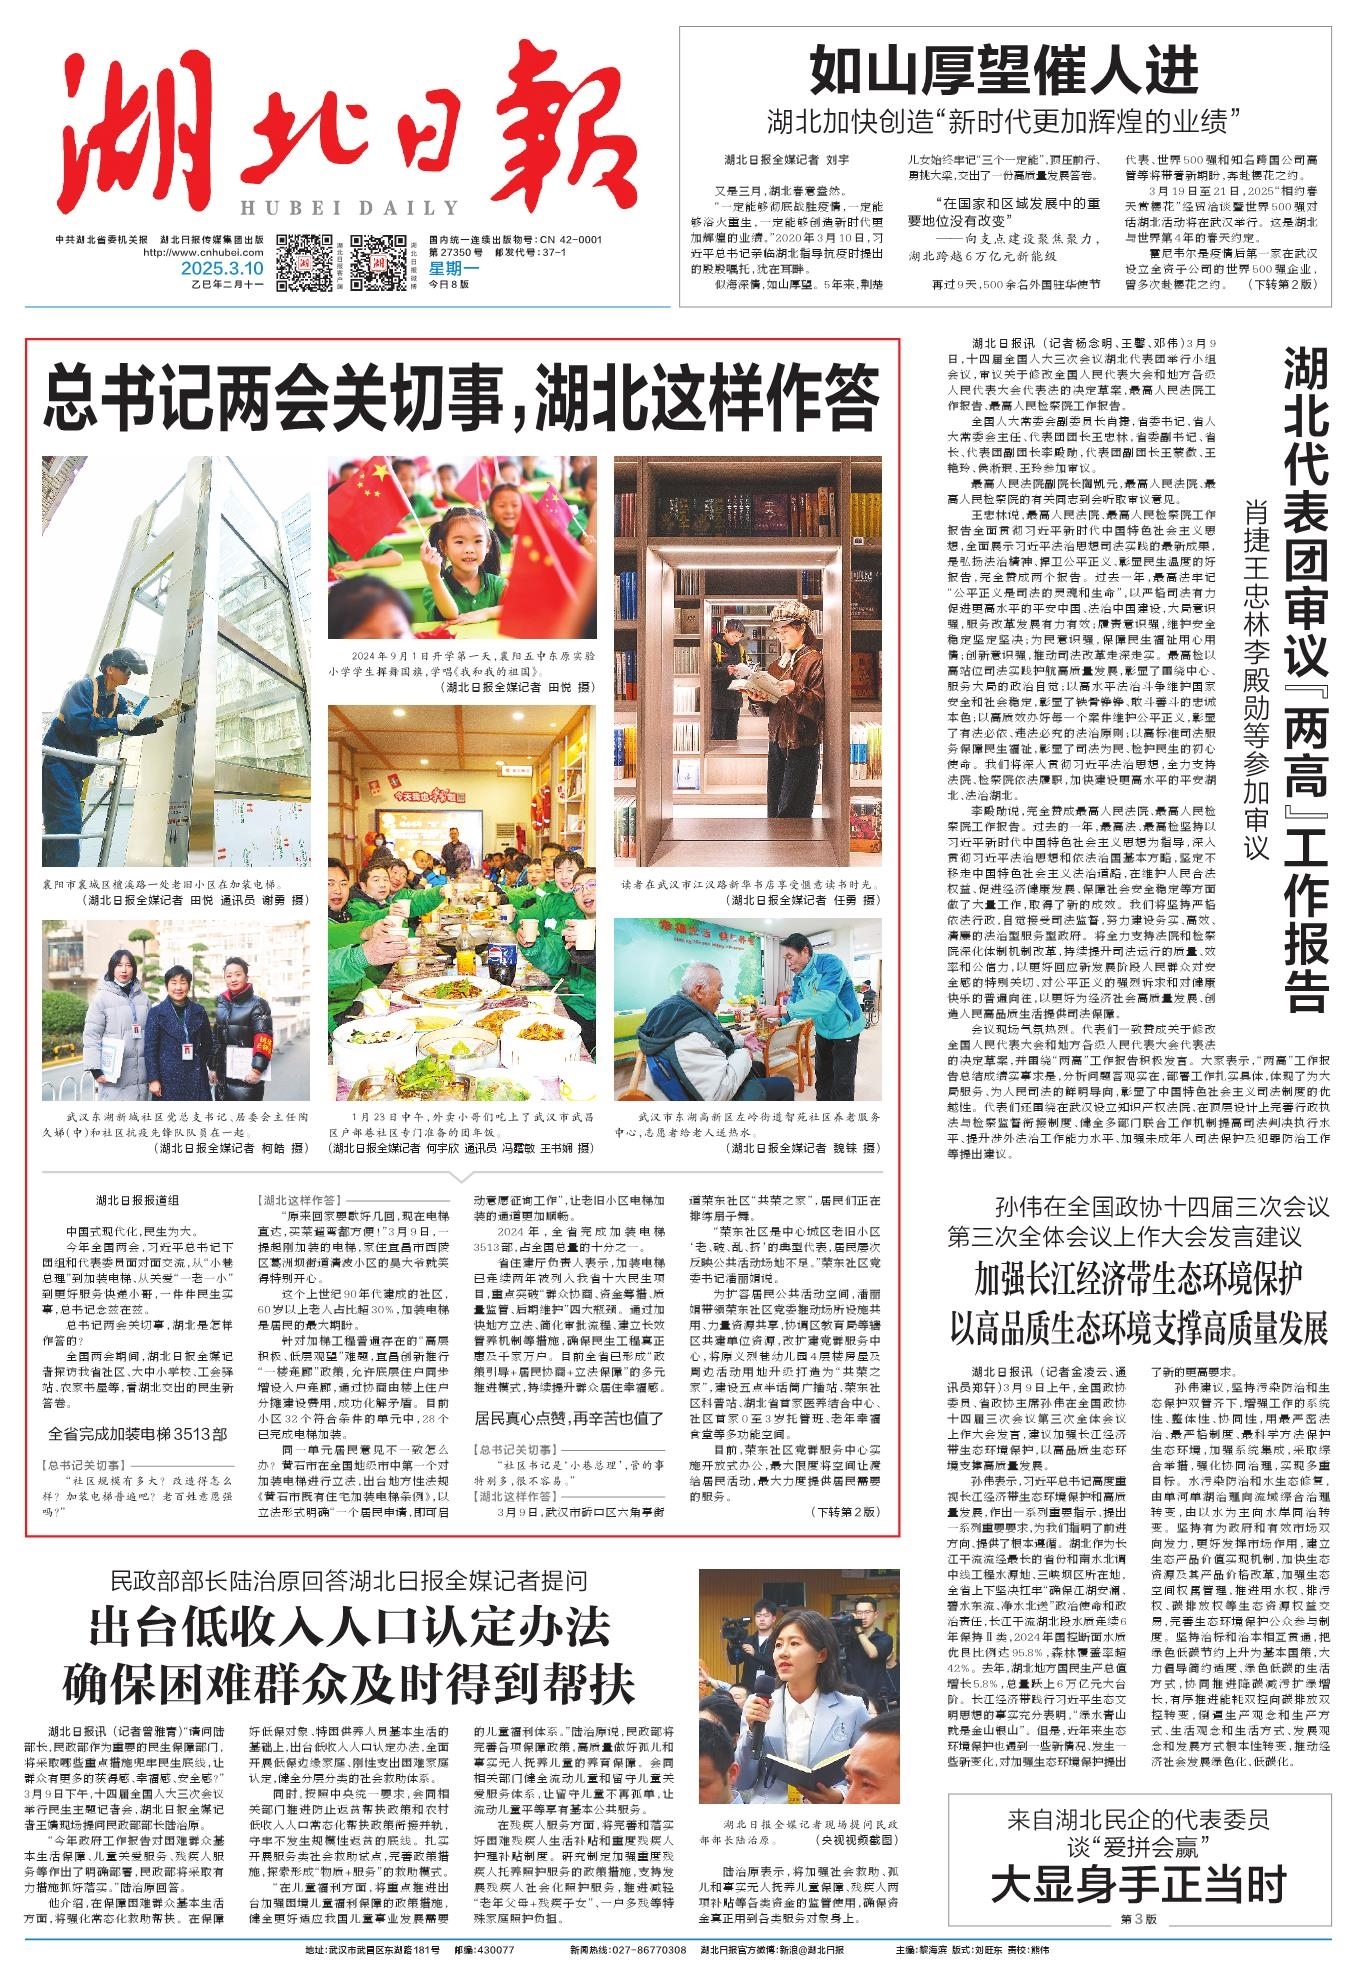 湖北日報
HUBEI DAILY
中共湖北省委机关报 湖北日报传媒集团出版
http://www.cnhubei.com
2025.3.10
乙巳年二月十一
湖北日报客户端
湖北日报微博
国内统一连续出版物号:CN 42-0001
第27350号 邮发代号:37-1
星期一
今日8版
如山厚望催人进
湖北加快创造“新时代更加辉煌的业绩”
湖北日报全媒记者 刘宇
又是三月,湖北春意盎然。
“一定能够彻底战胜疫情,一定能
够浴火重生,一定能够创造新时代更
加辉煌的业绩。”2020年3月10日,习
近平总书记亲临湖北指导抗疫时提出
的殷殷嘱托,犹在耳畔。
似海深情,如山厚望。5年来,荆楚
儿女始终牢记“三个一定能”,顶压前行、
勇挑大梁,交出了一份高质量发展答卷。
“在国家和区域发展中的重
要地位没有改变”
——向支点建设聚焦聚力,
湖北跨越6万亿元新能级
再过9天,500余名外国驻华使节
代表、世界500强和知名跨国公司高
管等将带着新期盼,奔赴樱花之约。
3月19日至21日,2025“相约春
天赏樱花”经贸洽谈暨世界500强对
话湖北活动将在武汉举行。这是湖北
与世界第4年的春天约定。
霍尼韦尔是疫情后第一家在武汉
设立全资子公司的世界500强企业,
曾多次赴樱花之约。 (下转第2版)
总书记两会关切事,湖北这样作答
襄阳市襄城区檀溪路一处老旧小区在加装电梯。
(湖北日报全媒记者 田悦 通讯员 谢勇 摄)
2024年9月1日开学第一天,襄阳五中东原实验
小学学生挥舞国旗,学唱《我和我的祖国》。
(湖北日报全媒记者 田悦 摄)
读者在武汉市江汉路新华书店享受惬意读书时光。
(湖北日报全媒记者 任勇 摄)
武汉东湖新城社区党总支书记、居委会主任陶
久娣(中)和社区抗疫先锋队队员在一起。
(湖北日报全媒记者 柯皓 摄)
1月23日中午,外卖小哥们吃上了武汉市武昌
区户部巷社区专门准备的团年饭。
(湖北日报全媒记者 何宇欣 通讯员 冯露敏 王书娴 摄)
武汉市东湖高新区左岭街道智苑社区养老服务
中心,志愿者给老人送热水。
(湖北日报全媒记者 魏铼 摄)
湖北日报报道组
中国式现代化,民生为大。
今年全国两会,习近平总书记下
团组和代表委员面对面交流,从“小巷
总理”到加装电梯、从关爱“一老一小”
到更好服务快递小哥,一件件民生实
事,总书记念兹在兹。
总书记两会关切事,湖北是怎样
作答的?
全国两会期间,湖北日报全媒记
者探访我省社区、大中小学校、工会驿
站、农家书屋等,看湖北交出的民生新
答卷。
全省完成加装电梯3513部
【总书记关切事】
“社区规模有多大?改造得怎么
样?加装电梯普遍吧?老百姓意愿强
吗?”
【湖北这样作答】
“原来回家要歇好几回,现在电梯
直达,买菜遛弯都方便!”3月9日,一
提起刚加装的电梯,家住宜昌市西陵
区葛洲坝街道清波小区的吴大爷就笑
得特别开心。
这个上世纪90年代建成的社区,
60岁以上老人占比超30%,加装电梯
是居民的最大期盼。
针对加梯工程普遍存在的“高层
积极、低层观望”难题,宜昌创新推行
“一楼连廊”政策,允许底层住户同步
增设入户连廊,通过协商由楼上住户
分摊建设费用,成功化解矛盾。目前
小区32个符合条件的单元中,28个
已完成电梯加装。
同一单元居民意见不一致怎么
办?黄石市在全国地级市中第一个对
加装电梯进行立法,出台地方性法规
《黄石市既有住宅加装电梯条例》,以
立法形式明确“一个居民申请,即可启
动意愿征询工作”,让老旧小区电梯加
装的通道更加顺畅。
2024年,全省完成加装电梯
3513部,占全国总量的十分之一。
省住建厅负责人表示,加装电梯
已连续两年被列入我省十大民生项
目,重点突破“群众协商、资金筹措、质
量监管、后期维护”四大瓶颈。通过加
快地方立法、简化审批流程、建立长效
管养机制等措施,确保民生工程真正
惠及千家万户。目前全省已形成“政
策引导+居民协商+立法保障”的多元
推进模式,持续提升群众居住幸福感。
居民真心点赞,再辛苦也值了
【总书记关切事】
“社区书记是‘小巷总理’,管的事
特别多,很不容易。”
【湖北这样作答】
3月9日,武汉市硚口区六角亭街
道荣东社区“共荣之家”,居民们正在
排练扇子舞。
“荣东社区是中心城区老旧小区
‘老、破、乱、挤’的典型代表,居民层次
反映公共活动场地不足。”荣东社区党
委书记潘丽娟说。
为扩容居民公共活动空间,潘丽
娟带领荣东社区党委推动场所设施共
用、力量资源共享,协调区教育局等辖
区共建单位资源,改扩建党群服务中
心,将原义烈巷幼儿园4层楼房屋及
周边活动用地升级打造为“共荣之
家”,建设五点半话筒广播站、荣东社
区科普站、湖北省首家医养结合中心、
社区首家0至3岁托管班、老年幸福
食堂等多功能空间。
目前,荣东社区党群服务中心实
施开放式办公,最大限度将空间让渡
给居民活动,最大力度提供居民需要
的服务。
(下转第2版)
湖北代表团审议『两高』工作报告
肖捷王忠林李殿勋等参加审议
湖北日报讯(记者杨念明、王馨、邓伟)3月9
日,十四届全国人大三次会议湖北代表团举行小组
会议,审议关于修改全国人民代表大会和地方各级
人民代表大会代表法的决定草案,最高人民法院工
作报告、最高人民检察院工作报告。
全国人大常委会副委员长肖捷,省委书记、省人
大常委会主任、代表团团长王忠林,省委副书记、省
长、代表团副团长李殿勋,代表团副团长王蒙徽、王
艳玲、侯淅珉、王玲参加审议。
最高人民法院副院长陶凯元,最高人民法院、最
高人民检察院的有关同志到会听取审议意见。
王忠林说,最高人民法院、最高人民检察院工作
报告全面贯彻习近平新时代中国特色社会主义思
想,全面展示习近平法治思想司法实践的最新成果,
是弘扬法治精神、捍卫公平正义、彰显民生温度的好
报告,完全赞成两个报告。过去一年,最高法牢记
“公平正义是司法的灵魂和生命”,以严格司法有力
促进更高水平的平安中国、法治中国建设,大局意识
强,服务改革发展有力有效;履责意识强,维护安全
稳定坚定坚决;为民意识强,保障民生福祉用心用
情;创新意识强,推动司法改革走深走实。最高检以
高站位司法实践护航高质量发展,彰显了围绕中心、
服务大局的政治自觉;以高水平法治斗争维护国家
安全和社会稳定,彰显了铁骨铮铮、敢斗善斗的忠诚
本色;以高质效办好每一个案件维护公平正义,彰显
了有法必依、违法必究的法治原则;以高标准司法服
务保障民生福祉,彰显了司法为民、检护民生的初心
使命。我们将深入贯彻习近平法治思想,全力支持
法院、检察院依法履职,加快建设更高水平的平安湖
北、法治湖北。
李殿勋说,完全赞成最高人民法院、最高人民检
察院工作报告。过去的一年,最高法、最高检坚持以
习近平新时代中国特色社会主义思想为指导,深入
贯彻习近平法治思想和依法治国基本方略,坚定不
移走中国特色社会主义法治道路,在维护人民合法
权益、促进经济健康发展、保障社会安全稳定等方面
做了大量工作,取得了新的成效。我们将坚持严格
依法行政,自觉接受司法监督,努力建设务实、高效、
清廉的法治型服务型政府。将全力支持法院和检察
院深化体制机制改革,持续提升司法运行的质量、效
率和公信力,以更好回应新发展阶段人民群众对安
全感的特别关切、对公平正义的强烈诉求和对健康
快乐的普遍向往,以更好为经济社会高质量发展、创
造人民高品质生活提供司法保障。
会议现场气氛热烈。代表们一致赞成关于修改
全国人民代表大会和地方各级人民代表大会代表法
的决定草案,并围绕“两高”工作报告积极发言。大家表示,“两高”工作报
告总结成绩实事求是,分析问题客观实在,部署工作扎实具体,体现了为大
局服务、为人民司法的鲜明导向,彰显了中国特色社会主义司法制度的优
越性。代表们还围绕在武汉设立知识产权法院、在顶层设计上完善行政执
法与检察监督衔接制度、健全多部门联合工作机制提高司法判决执行水
平、提升涉外法治工作能力水平、加强未成年人司法保护及犯罪防治工作
等提出建议。
孙伟在全国政协十四届三次会议
第三次全体会议上作大会发言建议
加强长江经济带生态环境保护
以高品质生态环境支撑高质量发展
湖北日报讯(记者金凌云、通
讯员郑轩)3月9日上午,全国政协
委员、省政协主席孙伟在全国政协
十四届三次会议第三次全体会议
上作大会发言,建议加强长江经济
带生态环境保护,以高品质生态环
境支撑高质量发展。
孙伟表示,习近平总书记高度重
视长江经济带生态环境保护和高质
量发展,作出一系列重要指示、提出
一系列重要要求,为我们指明了前进
方向、提供了根本遵循。湖北作为长
江干流流经最长的省份和南水北调
中线工程水源地、三峡坝区所在地,
全省上下坚决扛牢“确保江湖安澜、
碧水东流、净水北送”政治使命和政
治责任,长江干流湖北段水质连续6
年保持Ⅱ类,2024年国控断面水质
优良比例达95.8%,森林覆盖率超
42%。去年,湖北地方国民生产总值
增长5.8%,总量跃上6万亿元大台
阶。长江经济带践行习近平生态文
明思想的事实充分表明,“绿水青山
就是金山银山”。但是,近年来生态
环境保护也遇到一些新情况、发生一
些新变化,对加强生态环境保护提出
了新的更高要求。
孙伟建议,坚持污染防治和生
态保护双管齐下,增强工作的系统
性、整体性、协同性,用最严密法
治、最严格制度、最科学方法保护
生态环境,加强系统集成,采取综
合举措,强化协同治理,实现多重
目标。水污染防治和水生态修复,
由单河单湖治理向流域综合治理
转变,由以水为主向水岸同治转
变。坚持有为政府和有效市场双
向发力,更好发挥市场作用,建立
生态产品价值实现机制,加快生态
资源及其产品价格改革,加强生态
空间权属管理,推进用水权、排污
权、碳排放权等生态资源权益交
易,完善生态环境保护公众参与制
度。坚持治标和治本相互贯通,把
绿色低碳节约上升为基本国策,大
力倡导简约适度、绿色低碳的生活
方式,协同推进降碳减污扩绿增
长,有序推进能耗双控向碳排放双
控转变,倒逼生产观念和生产方
式、生活观念和生活方式、发展观
念和发展方式根本性转变,推动经
济社会发展绿色化、低碳化。
民政部部长陆治原回答湖北日报全媒记者提问
出台低收入人口认定办法
确保困难群众及时得到帮扶
湖北日报讯(记者曾雅青)“请问陆
部长,民政部作为重要的民生保障部门,
将采取哪些重点措施兜牢民生底线,让
群众有更多的获得感、幸福感、安全感?”
3月9日下午,十四届全国人大三次会议
举行民生主题记者会,湖北日报全媒记
者王婧现场提问民政部部长陆治原。
“今年政府工作报告对困难群众基
本生活保障、儿童关爱服务、残疾人服
务等作出了明确部署,民政部将采取有
力措施抓好落实。”陆治原回答。
他介绍,在保障困难群众基本生活
方面,将强化常态化救助帮扶。在保障
好低保对象、特困供养人员基本生活的
基础上,出台低收入人口认定办法,全面
开展低保边缘家庭、刚性支出困难家庭
认定,健全分层分类的社会救助体系。
同时,按照中央统一要求,会同相
关部门推进防止返贫帮扶政策和农村
低收入人口常态化帮扶政策衔接并轨,
守牢不发生规模性返贫的底线。扎实
开展服务类社会救助试点,完善政策措
施,探索形成“物质+服务”的救助模式。
“在儿童福利方面,将重点推进出
台加强困境儿童福利保障的政策措施,
健全更好适应我国儿童事业发展需要
的儿童福利体系。”陆治原说,民政部将
完善各项保障政策,高质量做好孤儿和
事实无人抚养儿童的养育保障。会同
相关部门健全流动儿童和留守儿童关
爱服务体系,让留守儿童不再孤单,让
流动儿童平等享有基本公共服务。
在残疾人服务方面,将完善和落实
好困难残疾人生活补贴和重度残疾人
护理补贴制度。研究制定加强重度残
疾人托养照护服务的政策措施,支持发
展残疾人社会化照护服务,推进减轻
“老年父母+残疾子女”、一户多残等特
殊家庭照护负担。
湖北日报全媒记者现场提问民政
部部长陆治原。 (央视视频截图)
陆治原表示,将加强社会救助、孤
儿和事实无人抚养儿童保障、残疾人两
项补贴等各类资金的监管使用,确保资
金真正用到各类服务对象身上。
来自湖北民企的代表委员
谈“爱拼会赢”
大显身手正当时
第3版
地址:武汉市武昌区东湖路181号 邮编:430077 新闻热线:027-86770308 湖北日报官方微博:新浪@湖北日报 主编:黎海滨 版式:刘旺东 责校:熊伟